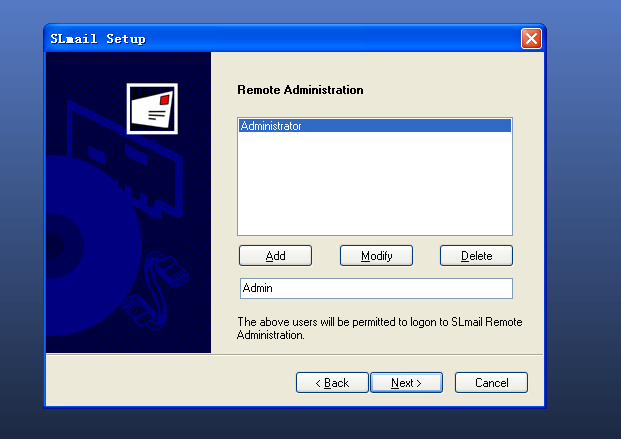 SLmail Setup
Remote Administration
Administrator
Add Modify Delete
Admin
The above users will be permitted to logon to SLmail Remote
Administration.
< Back Next > Cancel